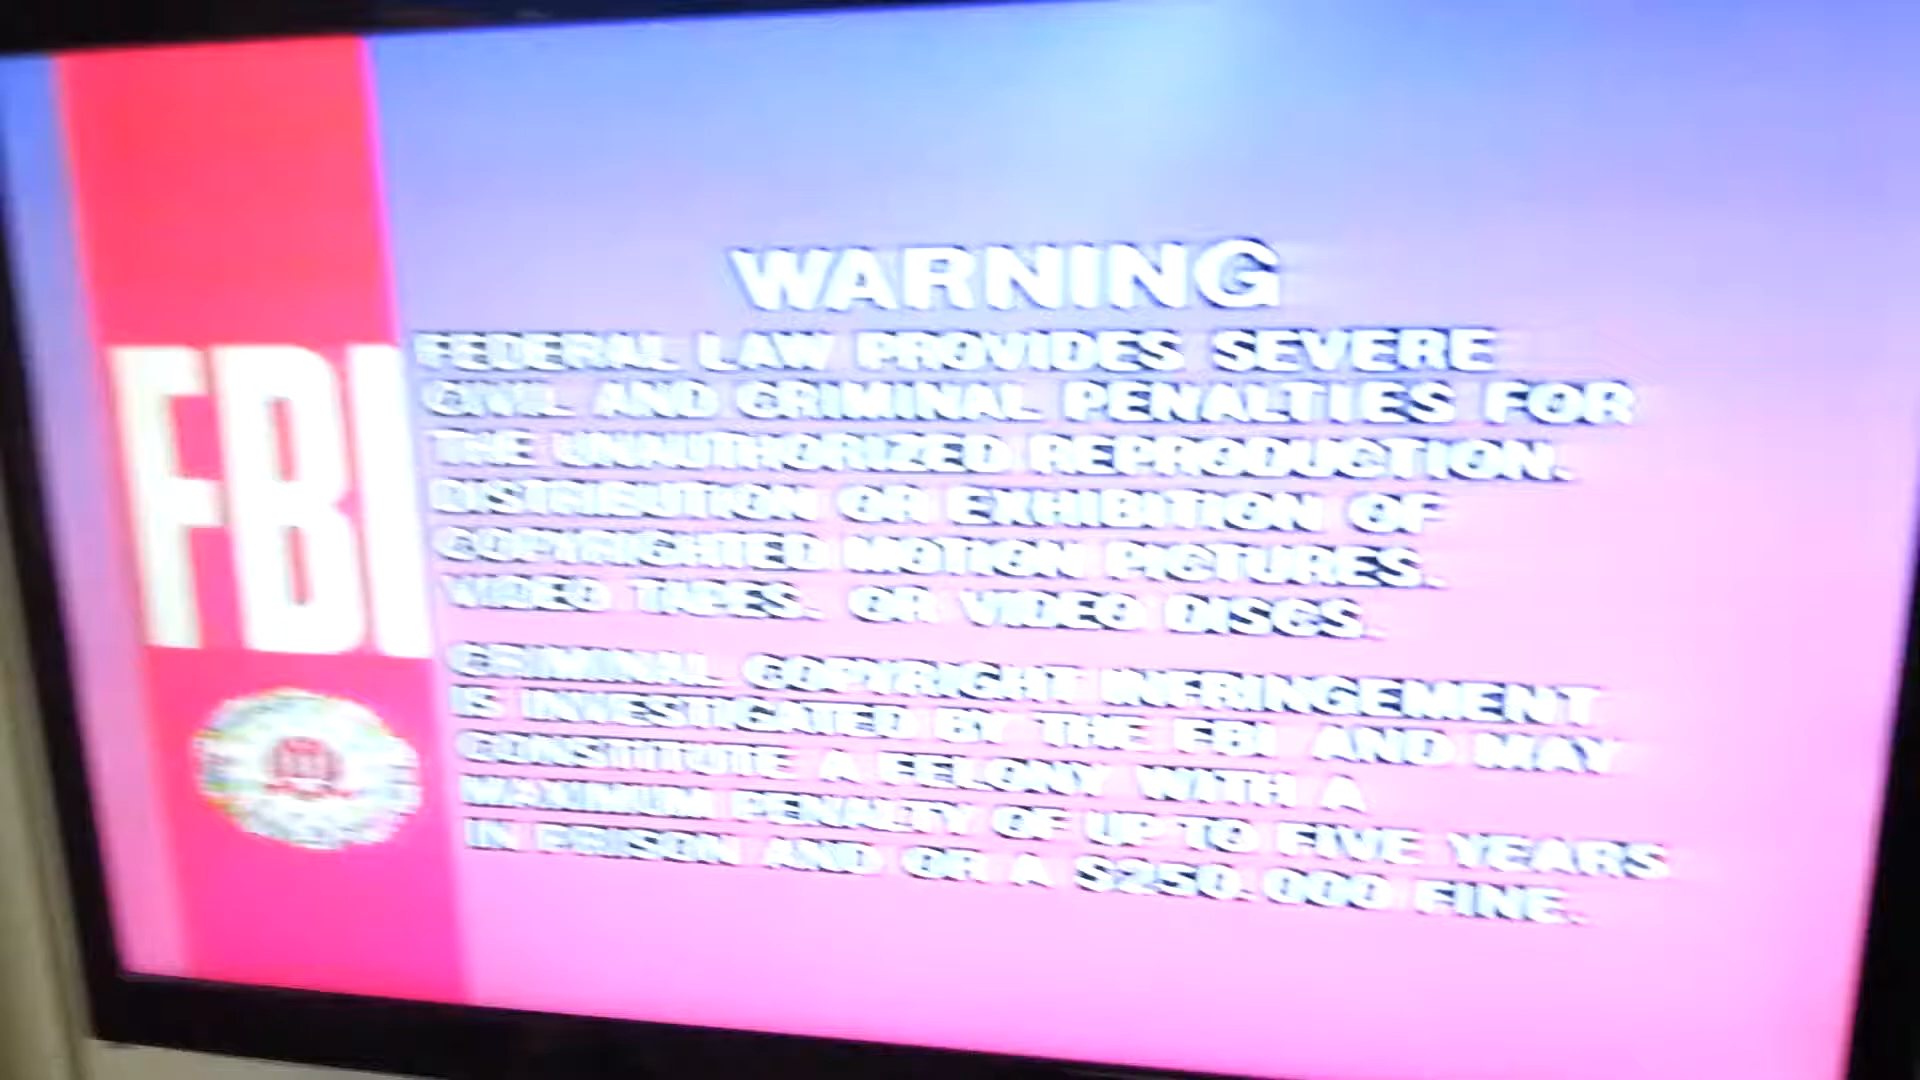 FBI
WARNING
FEDERAL LAW PROVIDES SEVERE
CIVIL AND CRIMINAL PENALTIES FOR
THE UNAUTHORIZED REPRODUCTION.
DISTRIBUTION OR EXHIBITION OF
COPYRIGHTED MOTION PICTURES.
VIDEO TAPES. OR VIDEO DISCS.
CRIMINAL COPYRIGHT INFRINGEMENT
IS INVESTIGATED BY THE FBI AND MAY
CONSTITUTE A FELONY WITH A
MAXIMUM PENALTY OF UP TO FIVE YEARS
IN PRISON AND OR A $250.000 FINE.